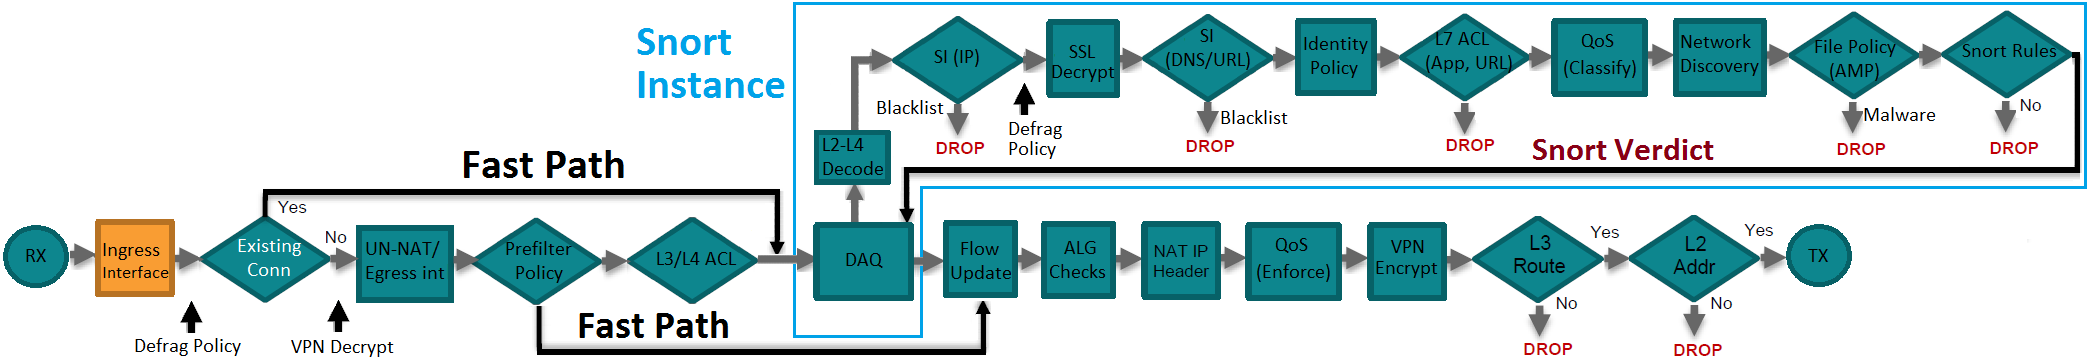 Snort
Instance
SI (IP)
SSL
Decrypt
SI
(DNS/URL)
Identity
Policy
L7 ACL
(App, URL)
QoS
(Classify)
Network
Discovery
File Policy
(AMP)
Snort Rules
Blacklist
DROP
Defrag
Policy
Blacklist
DROP
DROP
Malware
DROP
No
DROP
Snort Verdict
L2-L4
Decode
Fast Path
Yes
RX
Ingress
Interface
Existing
Conn
No
UN-NAT/
Egress int
Prefilter
Policy
L3/L4 ACL
DAQ
Flow
Update
ALG
Checks
NAT IP
Header
QoS
(Enforce)
VPN
Encrypt
L3
Route
Yes
L2
Addr
Yes
TX
No
DROP
No
DROP
Defrag Policy
VPN Decrypt
Fast Path